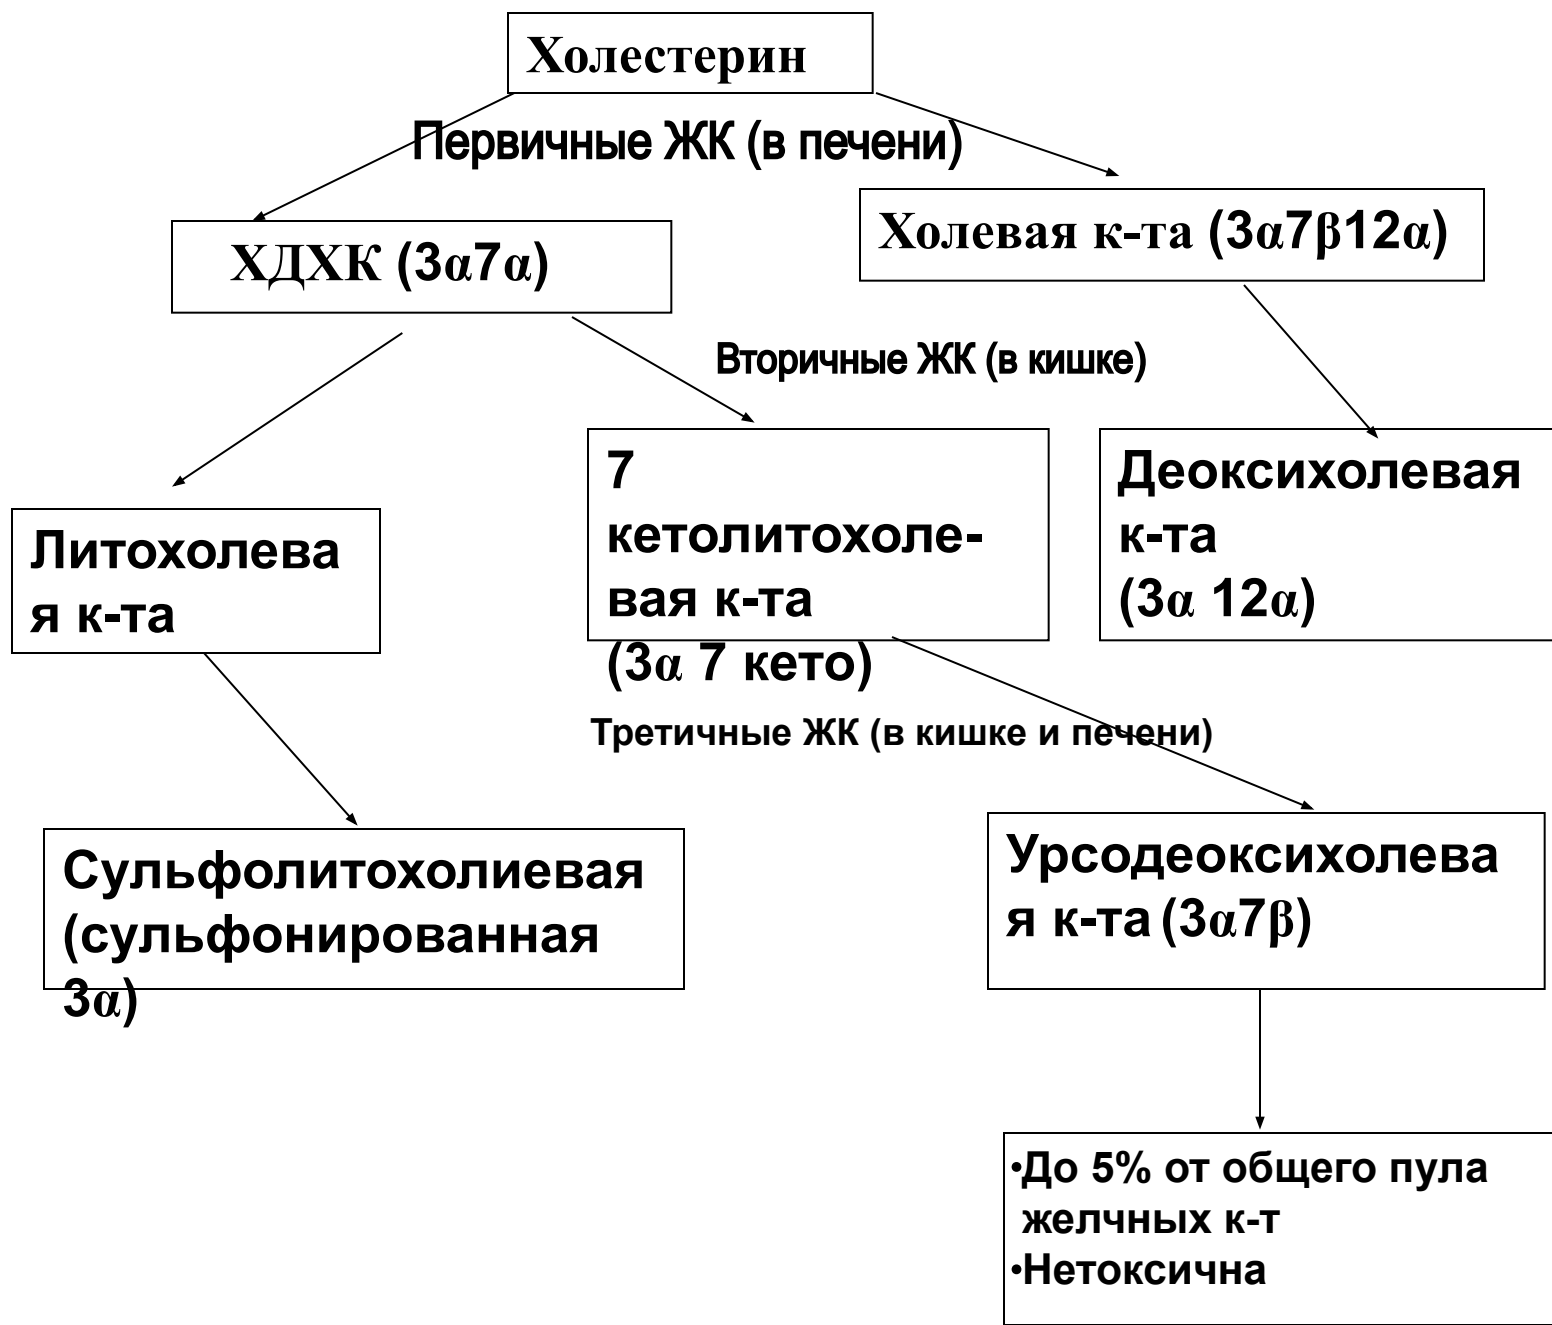 Холестерин
Первичные ЖК (в печени)
ХДХК (3α7α)
Холевая к-та (3α7β12α)
Вторичные ЖК (в кишке)
Литохолева
я к-та
7
кетолитохоле-
вая к-та
(3α 7 кето)
Деоксихолевая
к-та
(3α 12α)
Третичные ЖК (в кишке и печени)
Сульфолитохолиевая
(сульфонированная
3α)
Урсодеоксихолева
я к-та (3α7β)
•До 5% от общего пула
желчных к-т
•Нетоксична